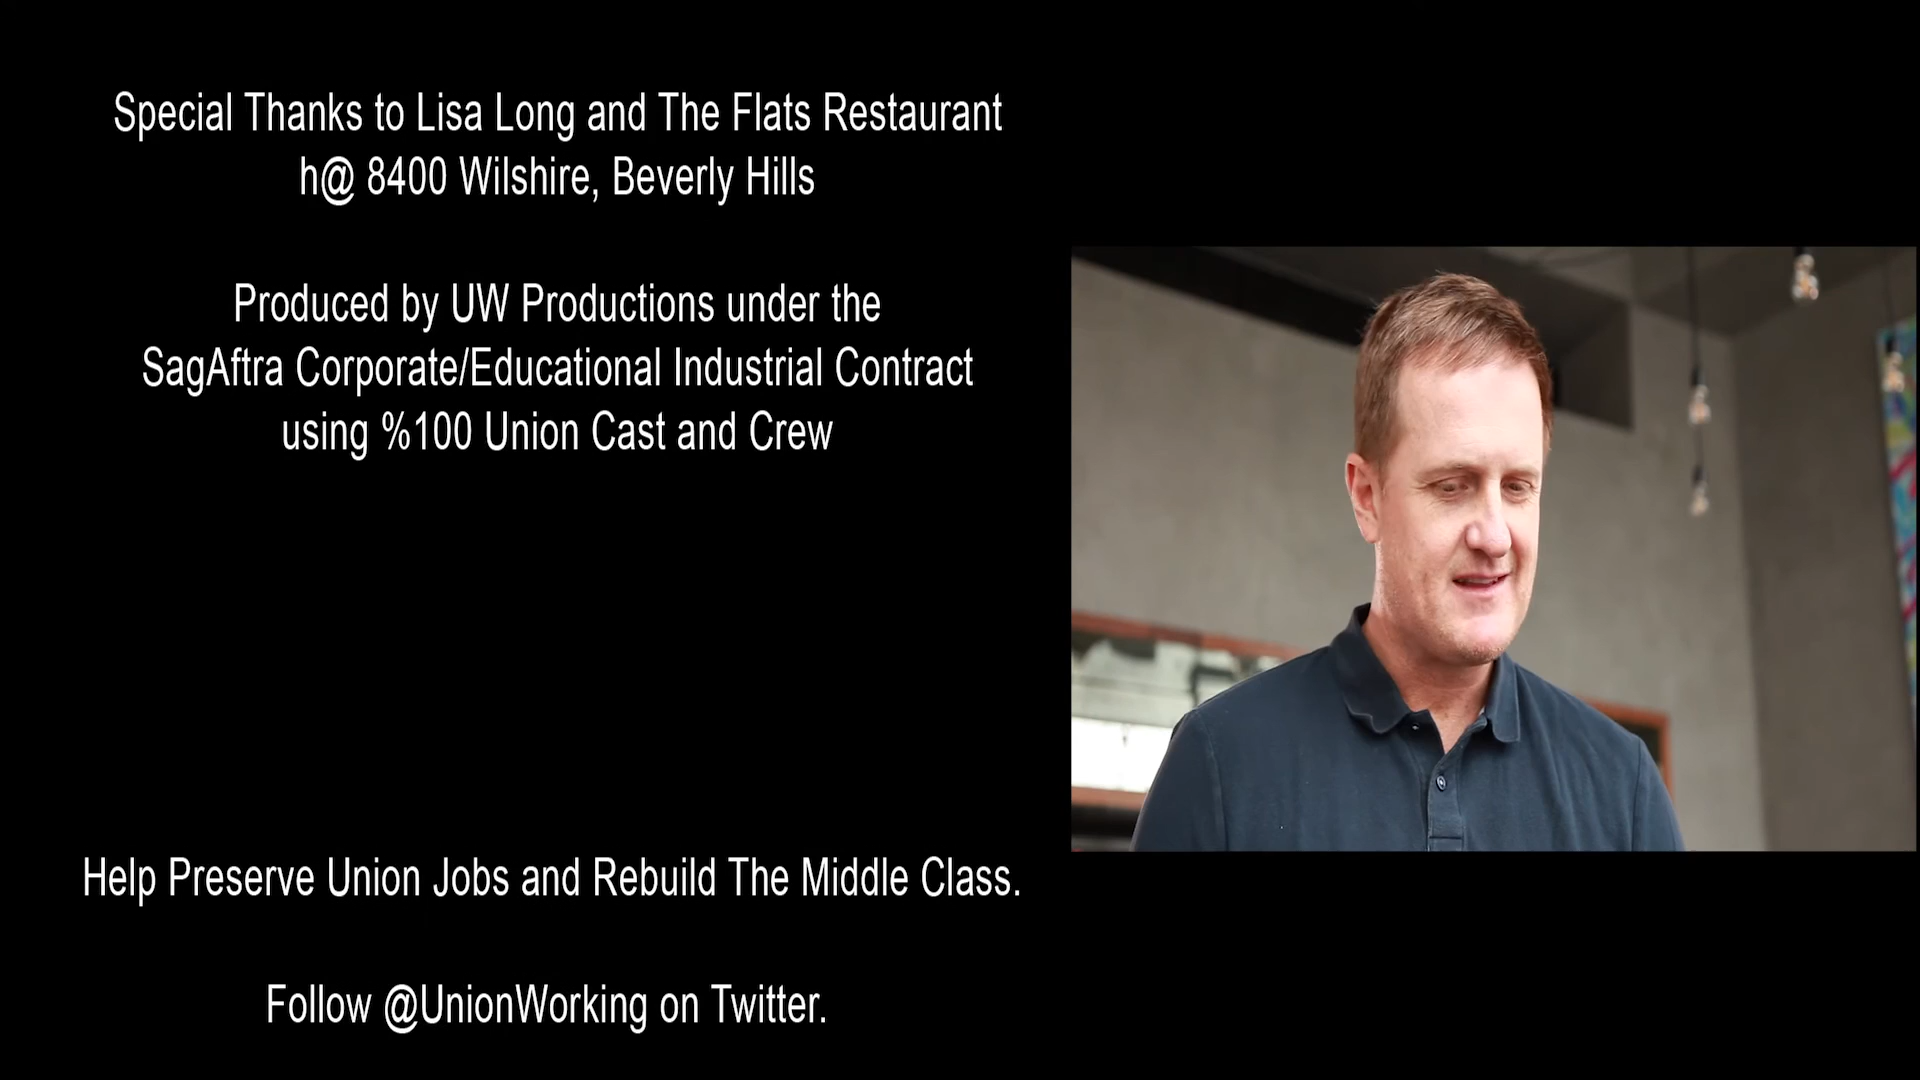 Special Thanks to Lisa Long and The Flats Restaurant
h@ 8400 Wilshire, Beverly Hills
Produced by UW Productions under the
SagAftra Corporate/Educational Industrial Contract
using %100 Union Cast and Crew
Help Preserve Union Jobs and Rebuild The Middle Class.
Follow @UnionWorking on Twitter.